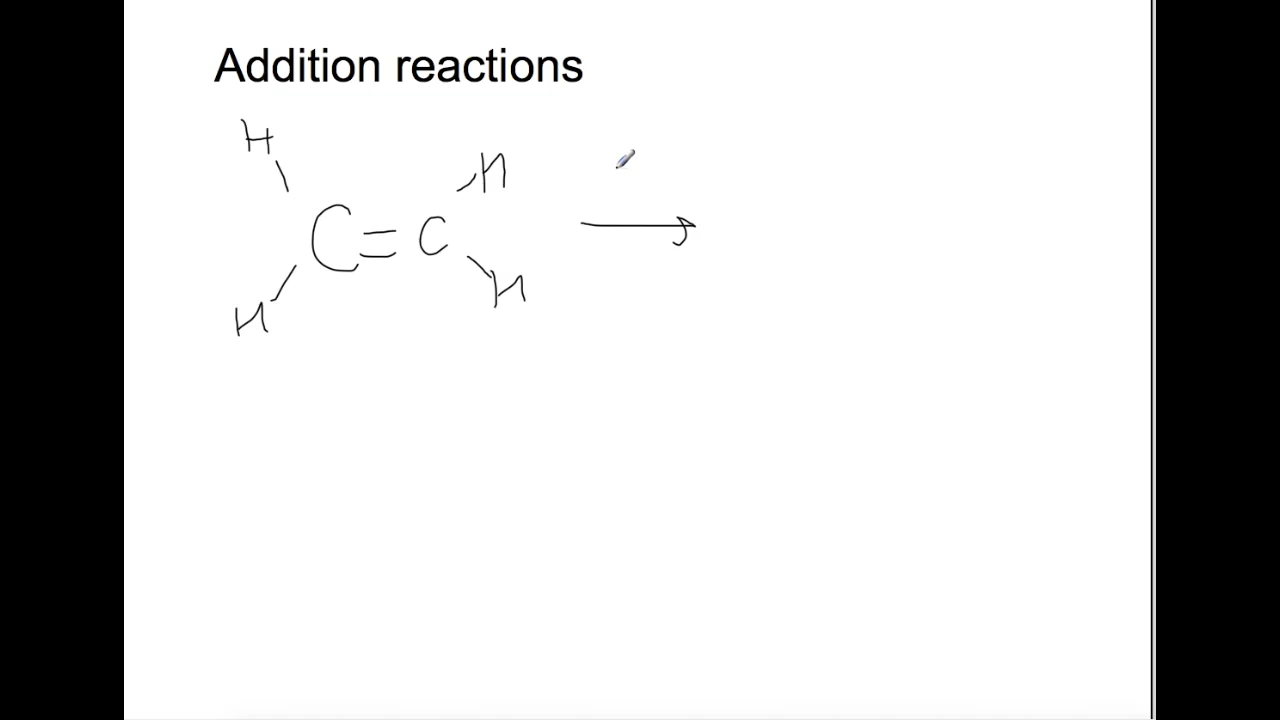 Addition reactions
H H
C = C
H H